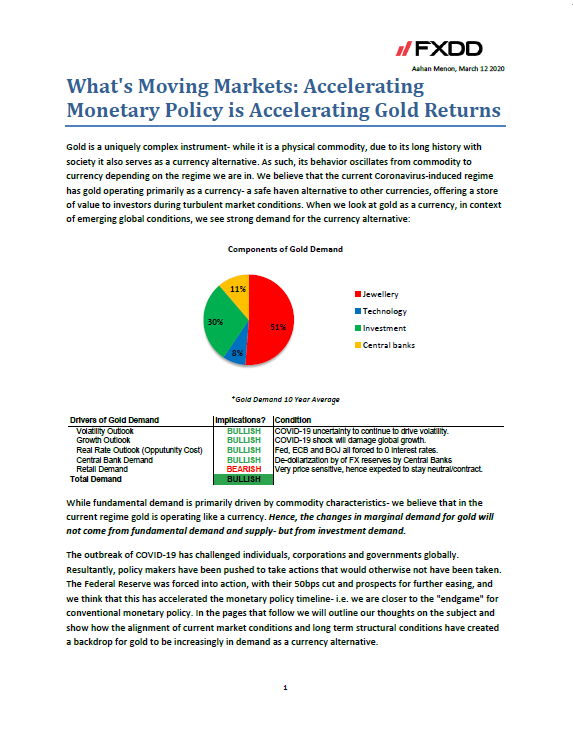 FXDD
Aahan Menon, March 12 2020
What's Moving Markets: Accelerating
Monetary Policy is Accelerating Gold Returns
Gold is a uniquely complex instrument- while it is a physical commodity, due to its long history with
society it also serves as a currency alternative. As such, its behavior oscillates from commodity to
currency depending on the regime we are in. We believe that the current Coronavirus-induced regime
has gold operating primarily as a currency- a safe haven alternative to other currencies, offering a store
of value to investors during turbulent market conditions. When we look at gold as a currency, in context
of emerging global conditions, we see strong demand for the currency alternative:
Components of Gold Demand
11%
30%
51%
8%
Jewellery
Technology
Investment
Central banks
*Gold Demand 10 Year Average
Drivers of Gold Demand Implications? Condition
Volatility Outlook BULLISH COVID-19 uncertainty to continue to drive volatility.
Growth Outlook BULLISH COVID-19 shock will damage global growth.
Real Rate Outlook (Opputunity Cost) BULLISH Fed, ECB and BOJ all forced to 0 interest rates.
Central Bank Demand BULLISH De-dollarization by of FX reserves by Central Banks
Retail Demand BEARISH Very price sensitive, hence expected to stay neutral/contract.
Total Demand BULLISH
While fundamental demand is primarily driven by commodity characteristics- we believe that in the
current regime gold is operating like a currency. Hence, the changes in marginal demand for gold will
not come from fundamental demand and supply- but from investment demand.
The outbreak of COVID-19 has challenged individuals, corporations and governments globally.
Resultantly, policy makers have been pushed to take actions that would otherwise not have been taken.
The Federal Reserve was forced into action, with their 50bps cut and prospects for further easing, and
we think that this has accelerated the monetary policy timeline- i.e. we are closer to the "endgame" for
conventional monetary policy. In the pages that follow we will outline our thoughts on the subject and
show how the alignment of current market conditions and long term structural conditions have created
a backdrop for gold to be increasingly in demand as a currency alternative.
1